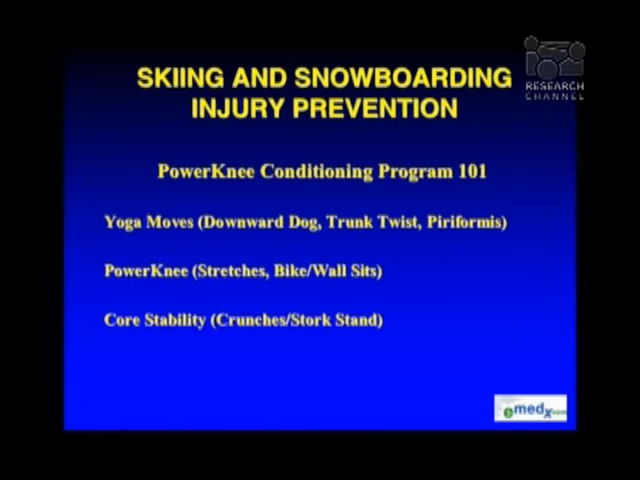 SKIING AND SNOWBOARDING
INJURY PREVENTION
RESEARCH
CHANNEL
PowerKnee Conditioning Program 101
Yoga Moves (Downward Dog, Trunk Twist, Piriformis)
PowerKnee (Stretches, Bike/Wall Sits)
Core Stability (Crunches/Stork Stand)
emedx.com